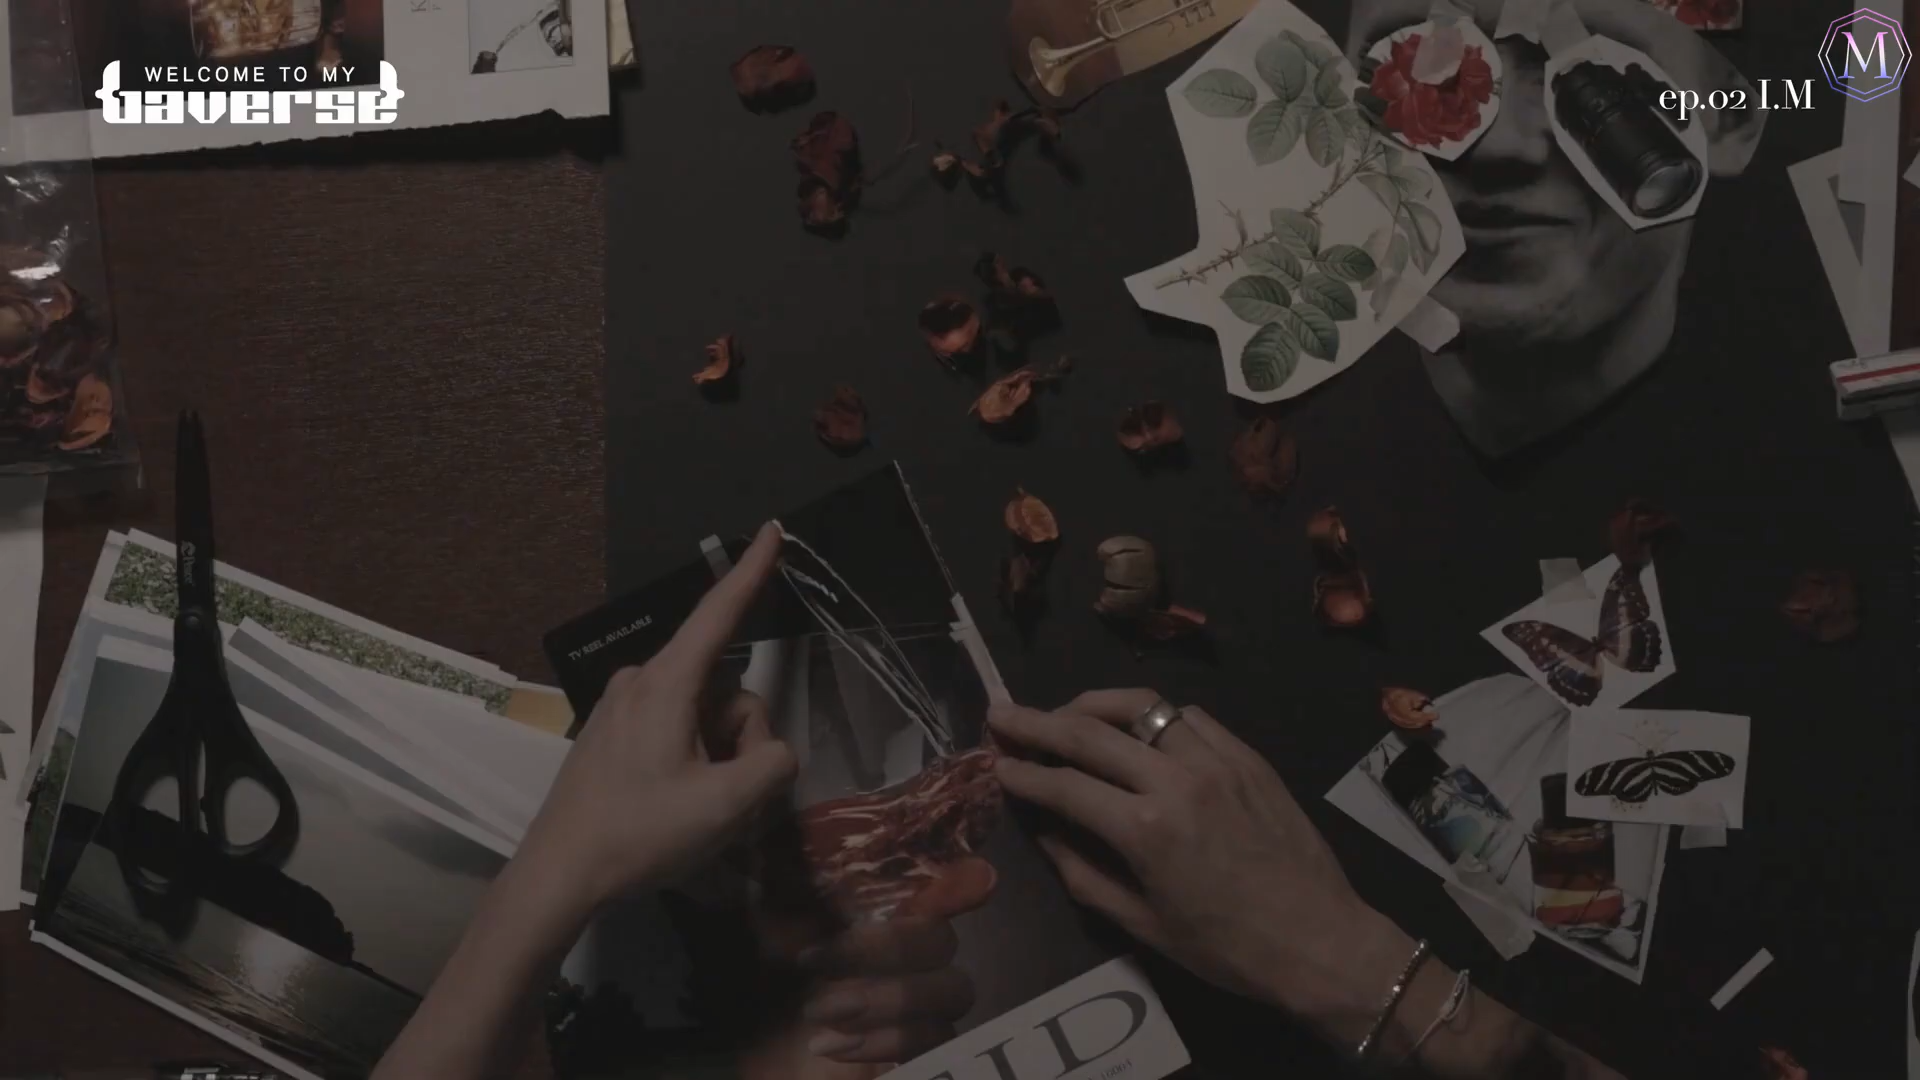 WELCOME TO MY
BAVERSE
ep.02 I.M
M
TV REEL AVAILABLE